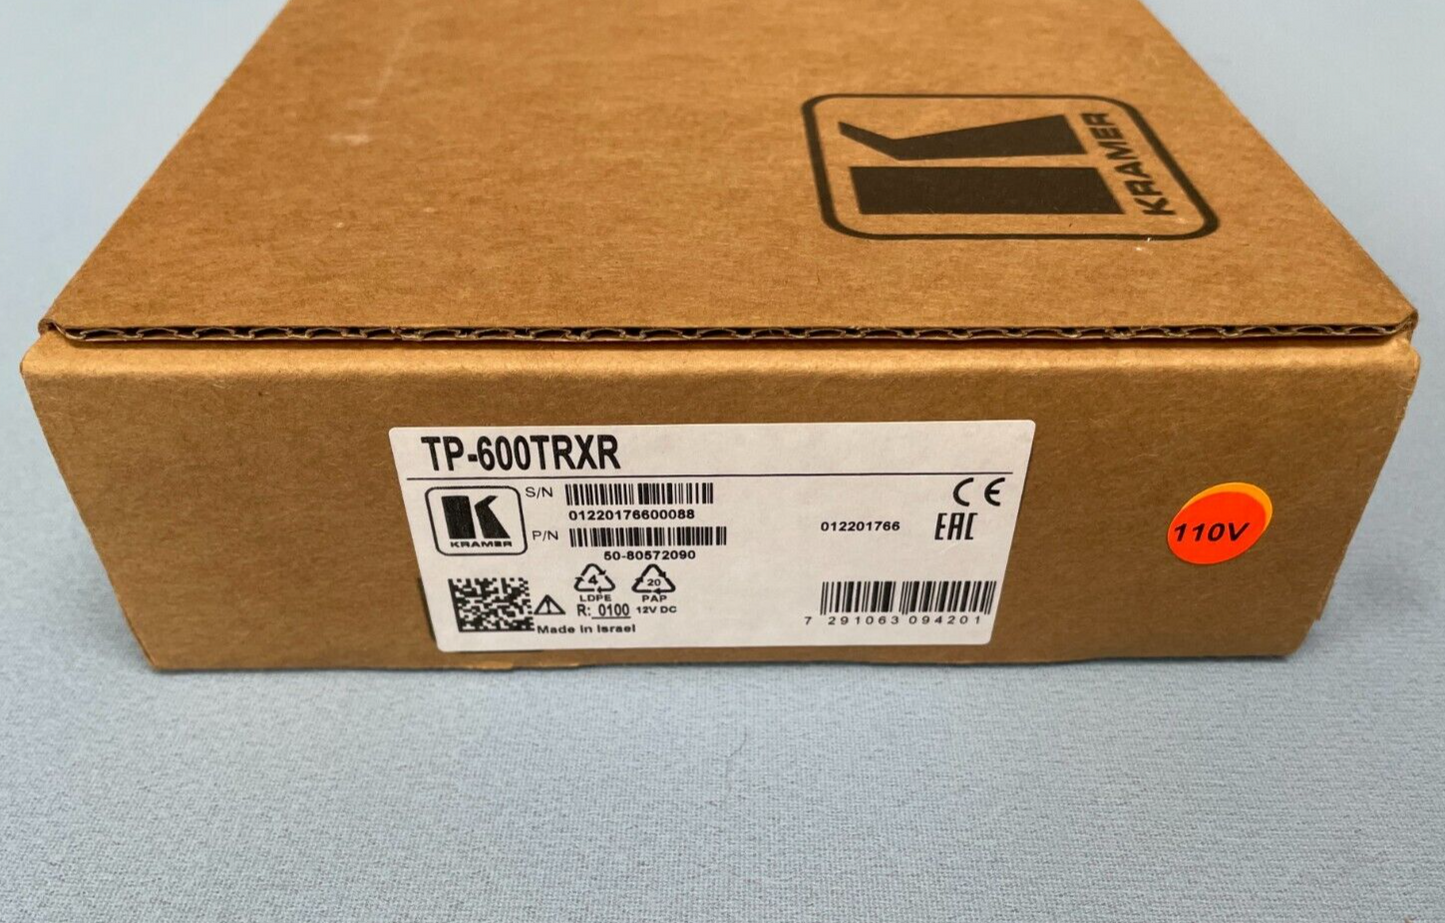 KRAMER
TP-600TRXR
KRAMER
S/N
01220176600088
P/N
50-80572090
012201766
CE
EAC
4
LDPE
20
PAP
R: 0100 12V DC
Made in Israel
7 291063 094201
110V